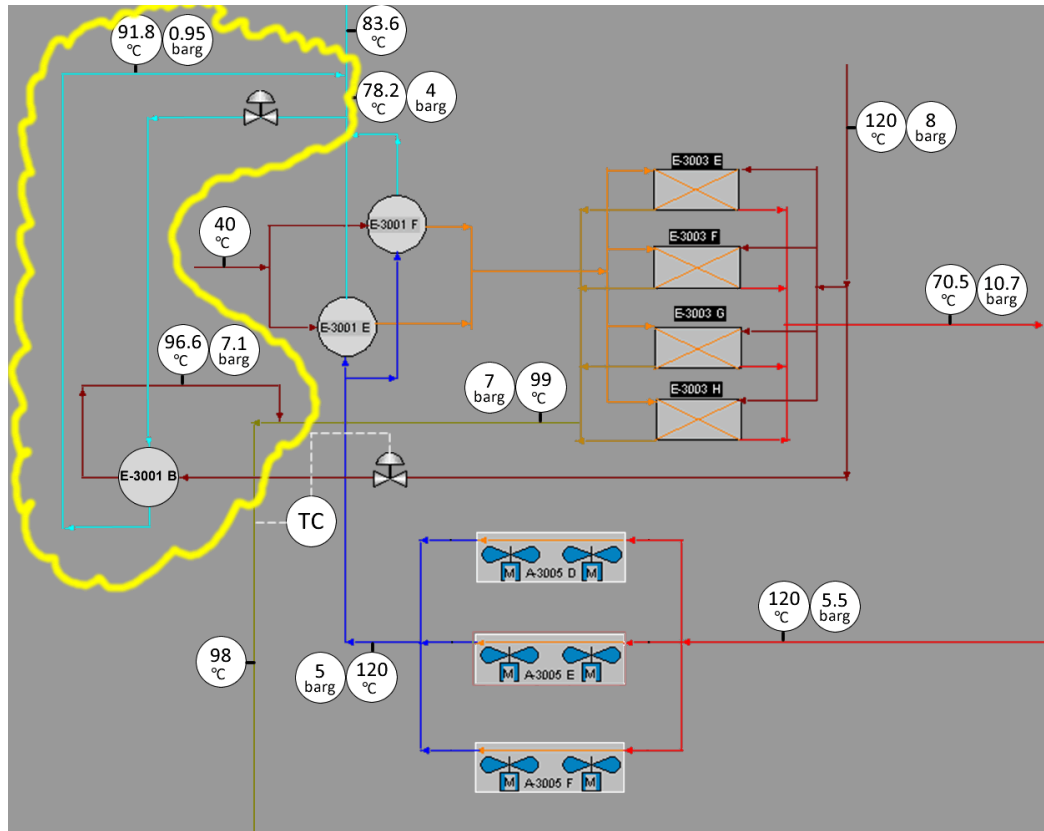 91.8
°C
0.95
barg
83.6
°C
78.2
°C
4
barg
120
°C
8
barg
E-3003 E
E-3001 F
40
°C
E-3003 F
70.5
°C
10.7
barg
E-3001 E
E-3003 G
96.6
°C
7.1
barg
7
barg
99
°C
E-3003 H
E-3001 B
TC
M
A-3005 D
M
120
°C
5.5
barg
98
°C
5
barg
120
°C
M
A-3005 E
M
M
A-3005 F
M